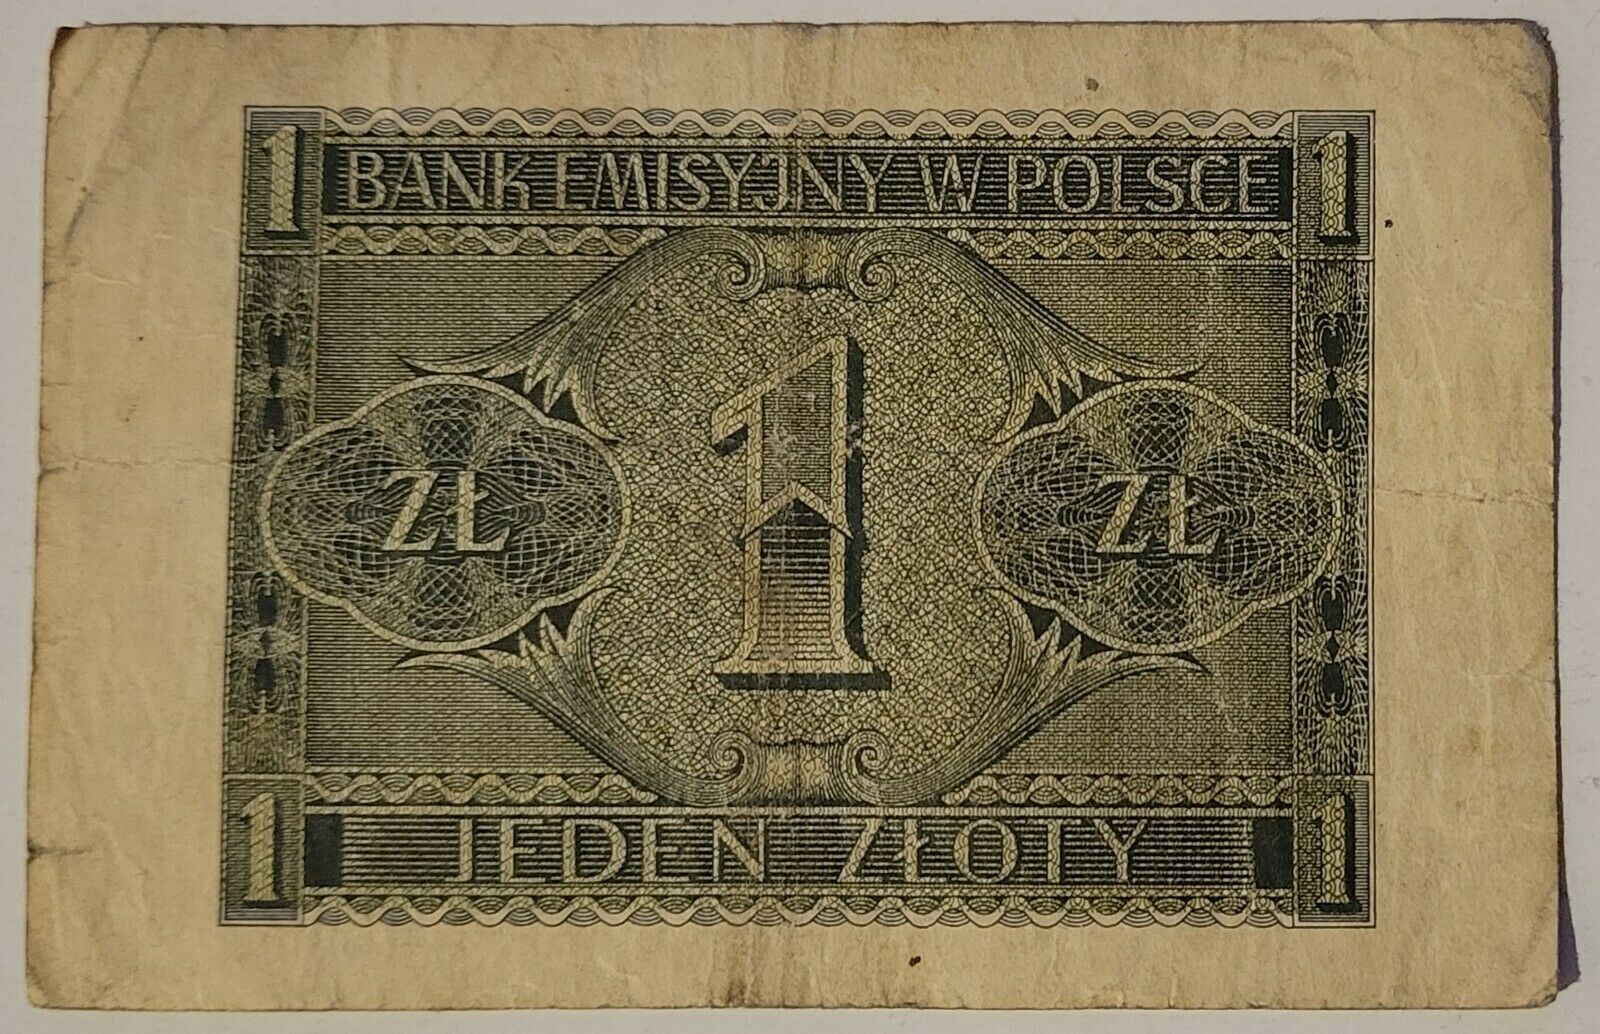 1 BANK EMISYJNY W POLSCE 1
1
ZŁ ZŁ
1 JEDEN ZŁOTY 1